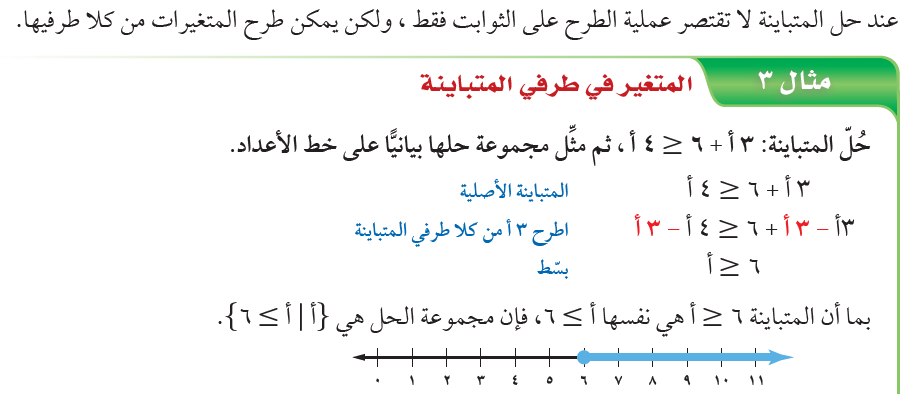 عند حل المتباينة لا تقتصر عملية الطرح على الثوابت فقط ، ولكن يمكن طرح المتغيرات من كلا طرفيها.
مثال ٣
المتغير في طرفي المتباينة
حُلّ المتباينة: ٣ أ + ٦ ≤ ٤ أ، ثم مثِّل مجموعة حلها بيانيًّا على خط الأعداد.
٣ أ + ٦ ≤ ٤ أ المتباينة الأصلية
٣أ − ٣ أ + ٦ ≤ ٤ أ − ٣ أ اطرح ٣ أ من كلا طرفي المتباينة
٦ ≤ أ بسّط
بما أن المتباينة ٦ ≤ أ هي نفسها أ ≥ ٦، فإن مجموعة الحل هي {أ | أ ≥ ٦}.
٠ ١ ٢ ٣ ٤ ٥ ٦ ٧ ٨ ٩ ١٠ ١١